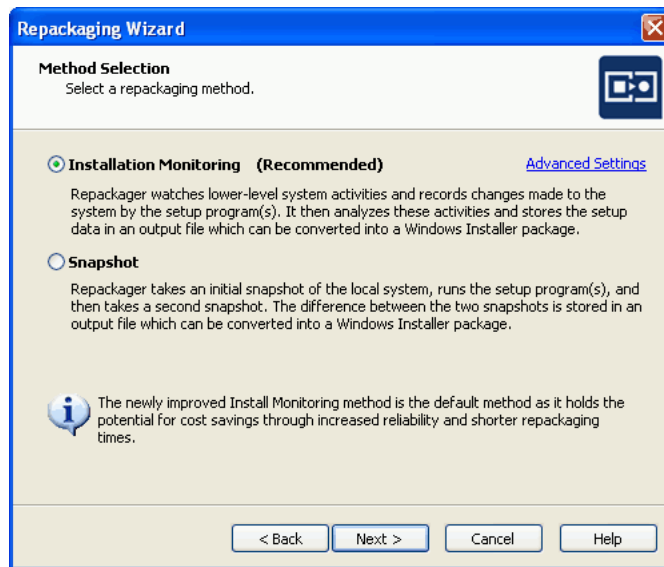 Repackaging Wizard
Method Selection
Select a repackaging method.
Installation Monitoring (Recommended)
Advanced Settings
Repackager watches lower-level system activities and records changes made to the
system by the setup program(s). It then analyzes these activities and stores the setup
data in an output file which can be converted into a Windows Installer package.
Snapshot
Repackager takes an initial snapshot of the local system, runs the setup program(s), and
then takes a second snapshot. The difference between the two snapshots is stored in an
output file which can be converted into a Windows Installer package.
The newly improved Install Monitoring method is the default method as it holds the
potential for cost savings through increased reliability and shorter repackaging
times.
< Back
Next >
Cancel
Help